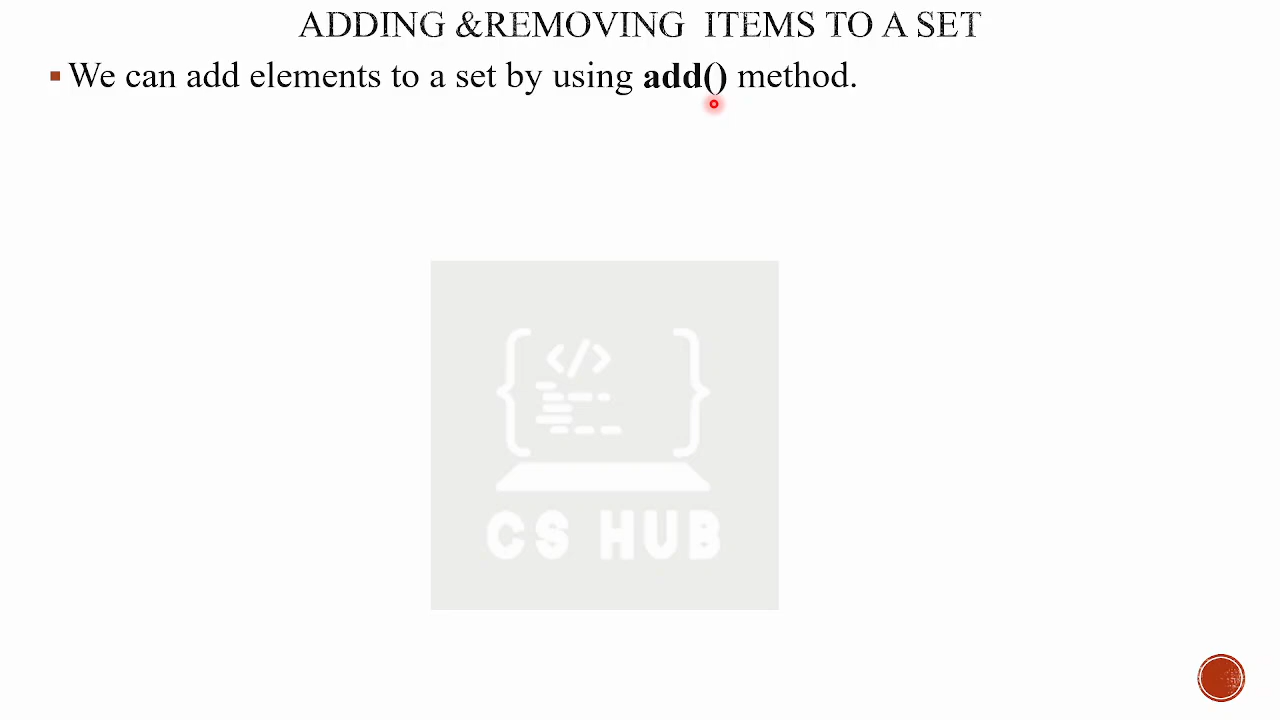 ADDING &REMOVING ITEMS TO A SET
We can add elements to a set by using add() method.
</>
CS HUB